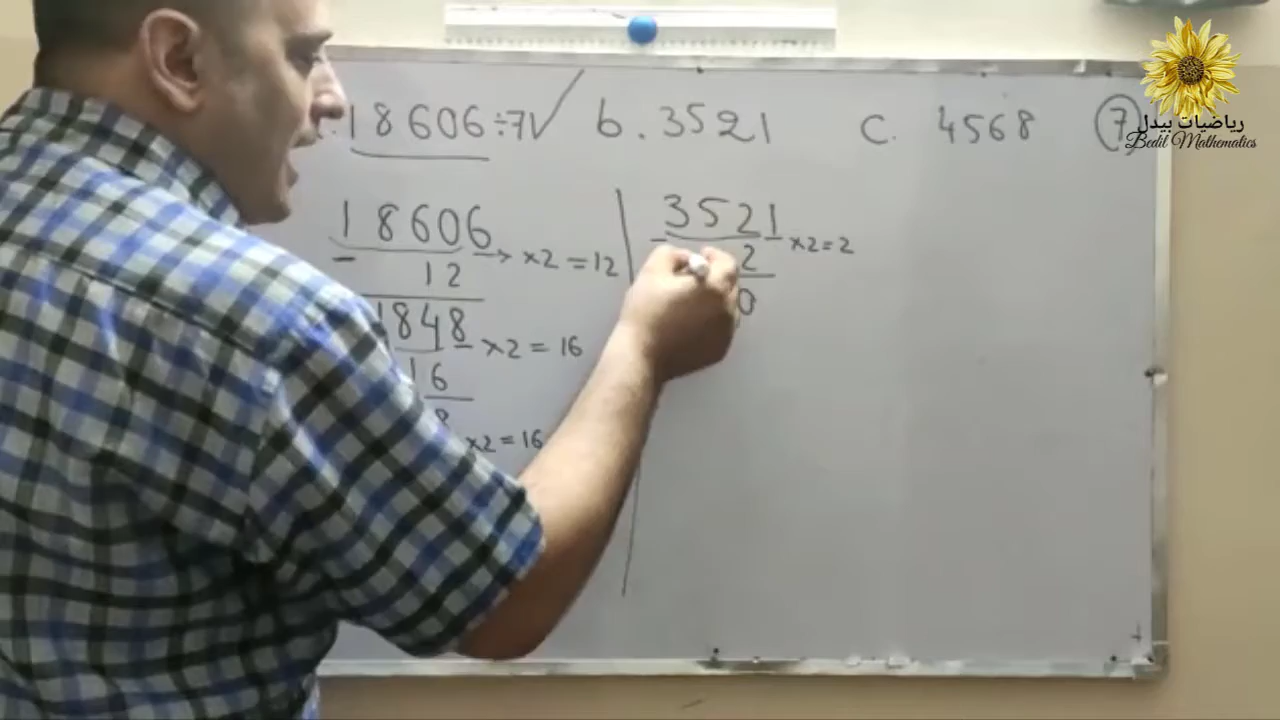 18606÷7✓ b. 3521 c. 4568 7
رياضيات بيدل
Bedil Mathematics
18606
→ ×2 = 12
- 12
1848
×2 = 16
16
8
×2 = 16
3521
×2 = 2
- 2
0